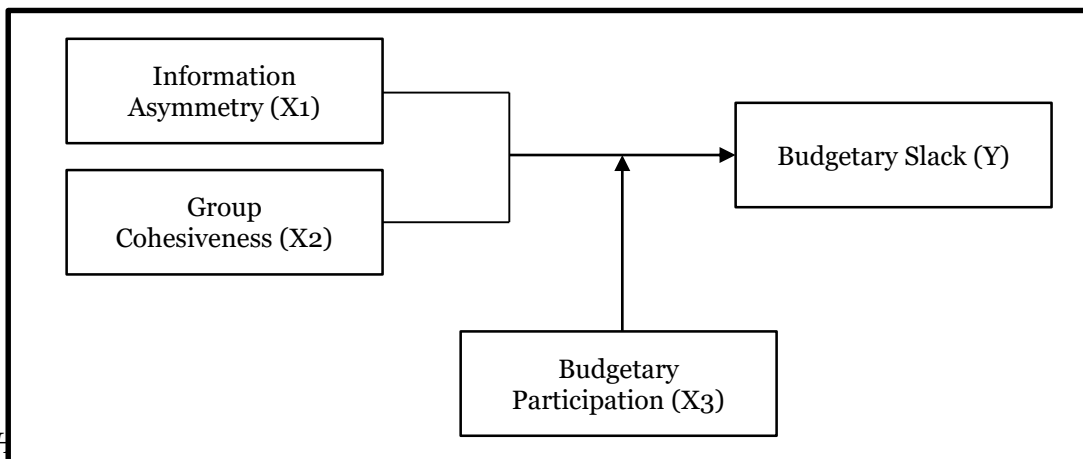 Information
Asymmetry (X1)
Budgetary Slack (Y)
Group
Cohesiveness (X2)
Budgetary
Participation (X3)